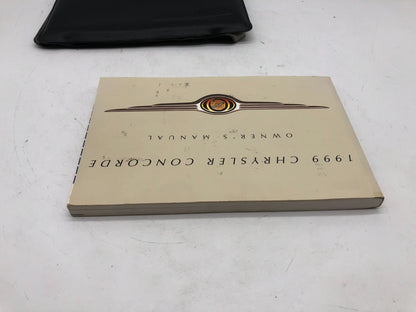 1999 CHRYSLER CONCORDE
OWNER'S MANUAL